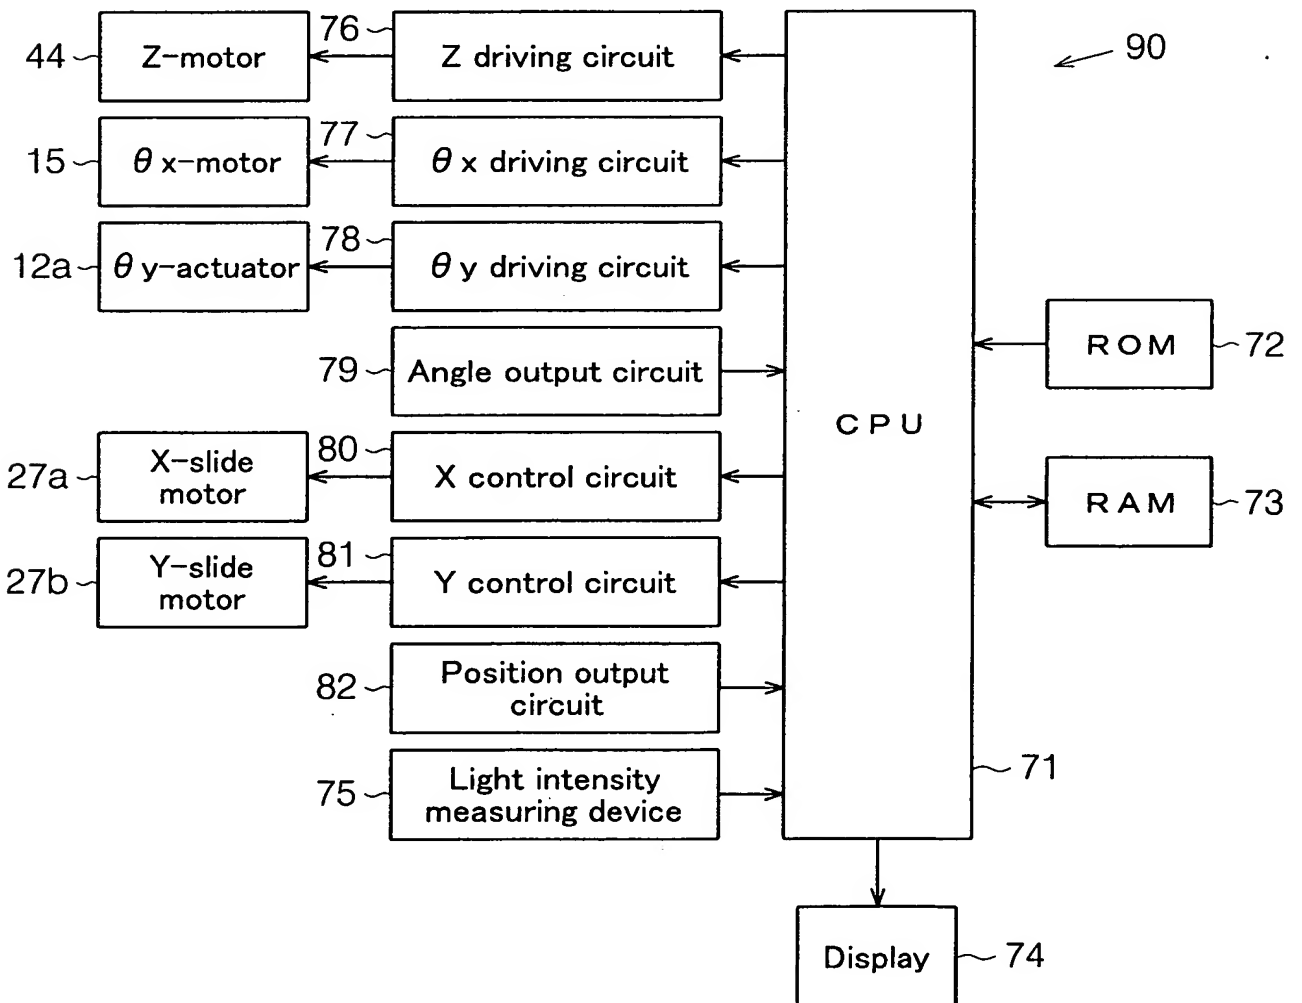 90
44
Z-motor
76
Z driving circuit
15
θ x-motor
77
θ x driving circuit
12a
θ y-actuator
78
θ y driving circuit
79
Angle output circuit
CPU
ROM
72
RAM
73
27a
X-slide
motor
80
X control circuit
27b
Y-slide
motor
81
Y control circuit
82
Position output
circuit
75
Light intensity
measuring device
71
Display
74